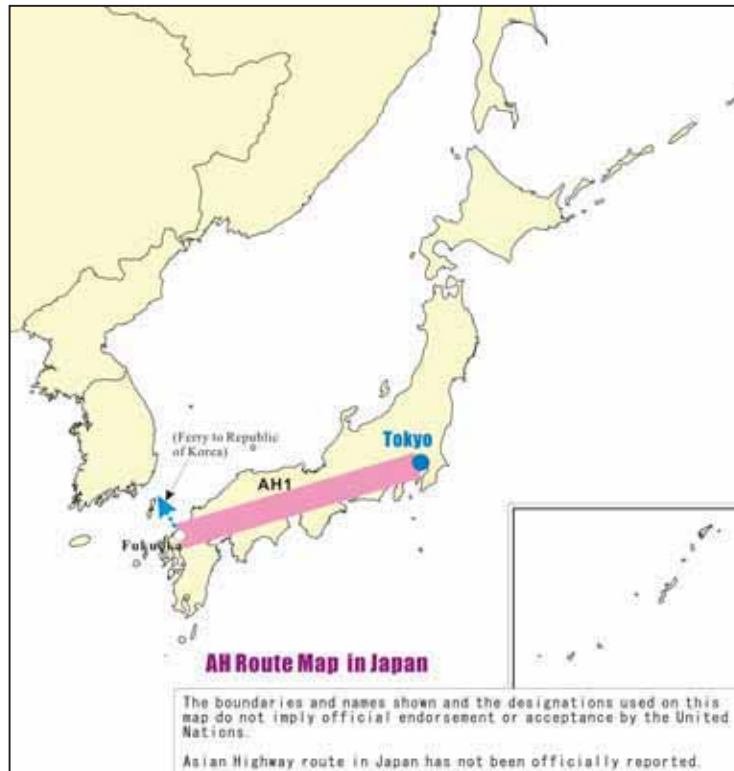 Tokyo
(Ferry to Republic
of Korea)
AH1
Fukuoka
AH Route Map in Japan
The boundaries and names shown and the designations used on this
map do not imply official endorsement or acceptance by the United
Nations.
Asian Highway route in Japan has not been officially reported.